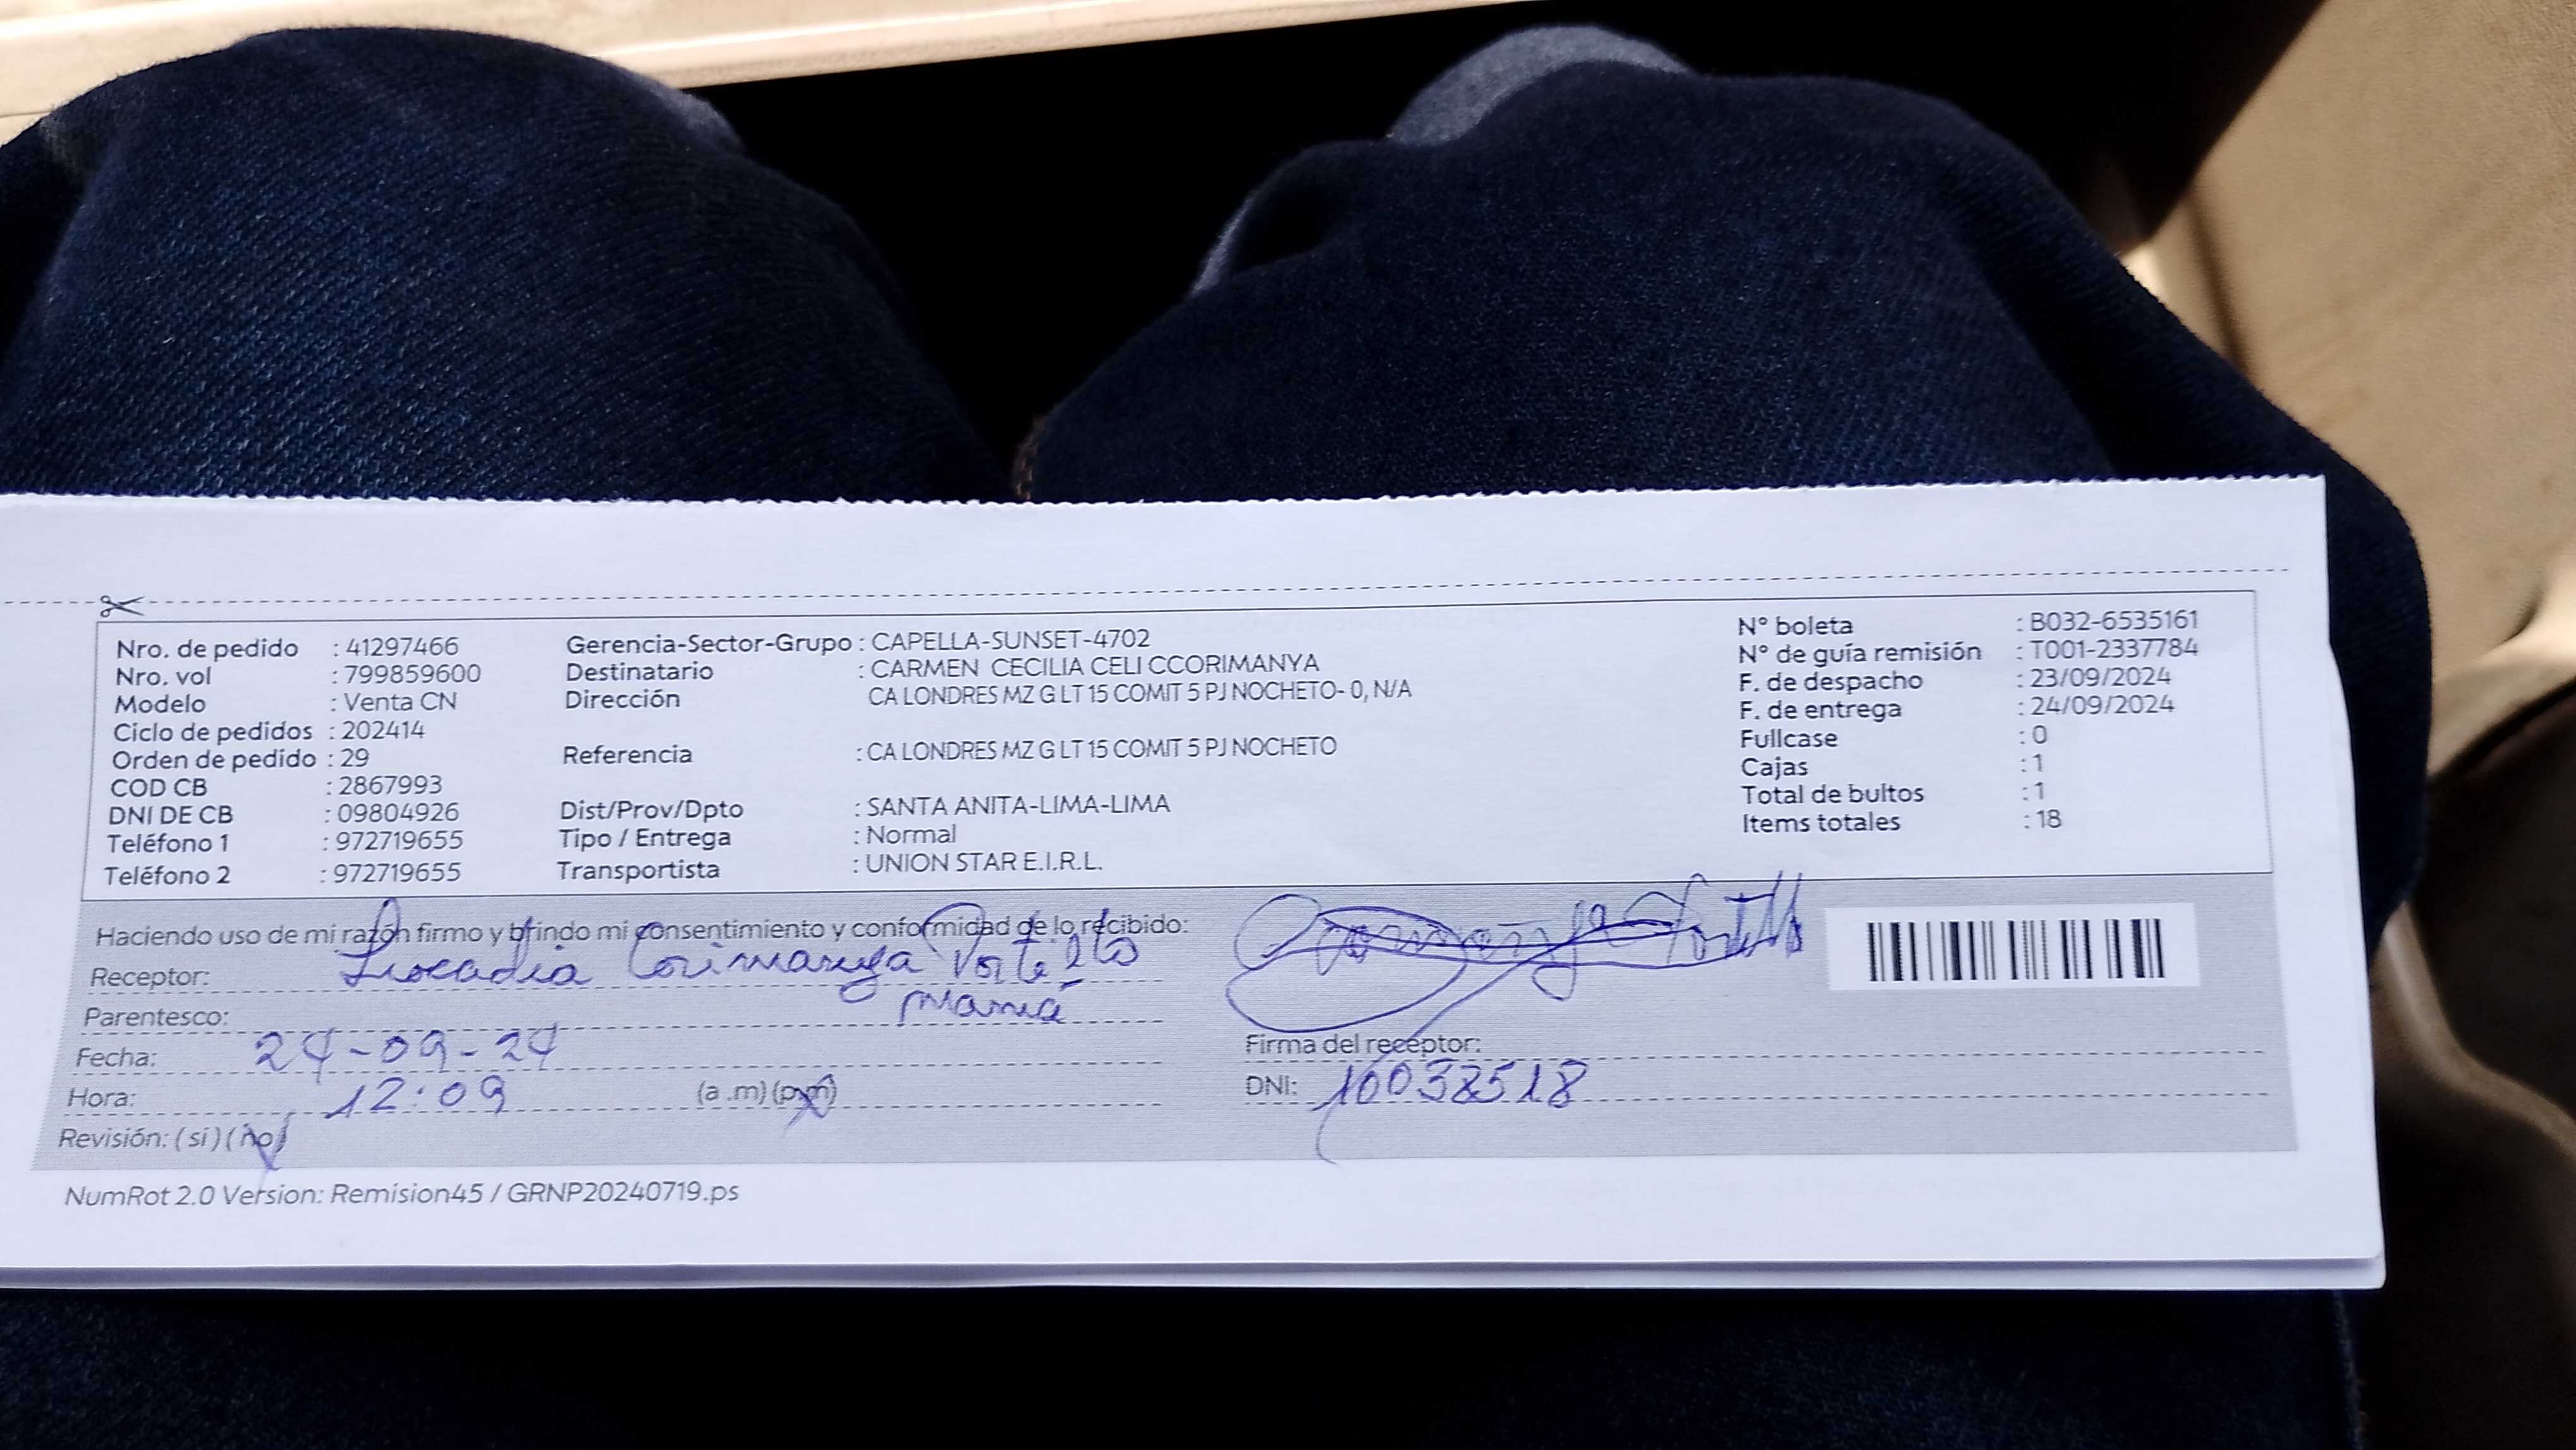 Nro. de pedido : 41297466
Nro. vol : 799859600
Modelo : Venta CN
Ciclo de pedidos : 202414
Orden de pedido : 29
COD CB : 2867993
DNI DE CB : 09804926
Teléfono 1 : 972719655
Teléfono 2 : 972719655
Gerencia-Sector-Grupo : CAPELLA-SUNSET-4702
Destinatario : CARMEN CECILIA CELI CCORIMANYA
Dirección CA LONDRES MZ G LT 15 COMIT 5 PJ NOCHETO- 0, N/A
Referencia : CA LONDRES MZ G LT 15 COMIT 5 PJ NOCHETO
Dist/Prov/Dpto : SANTA ANITA-LIMA-LIMA
Tipo / Entrega : Normal
Transportista : UNION STAR E.I.R.L.
N° boleta : B032-6535161
N° de guía remisión : T001-2337784
F. de despacho : 23/09/2024
F. de entrega : 24/09/2024
Fullcase : 0
Cajas : 1
Total de bultos : 1
Items totales : 18
Haciendo uso de mi razón firmo y brindo mi consentimiento y conformidad de lo recibido:
Receptor:
Parentesco: mamá
Fecha: 24-09-24
Hora: 12:09 (a .m) (p.m)
Revisión: (si) (no)
Firma del receptor:
DNI: 10038518
NumRot 2.0 Version: Remision45 / GRNP20240719.ps